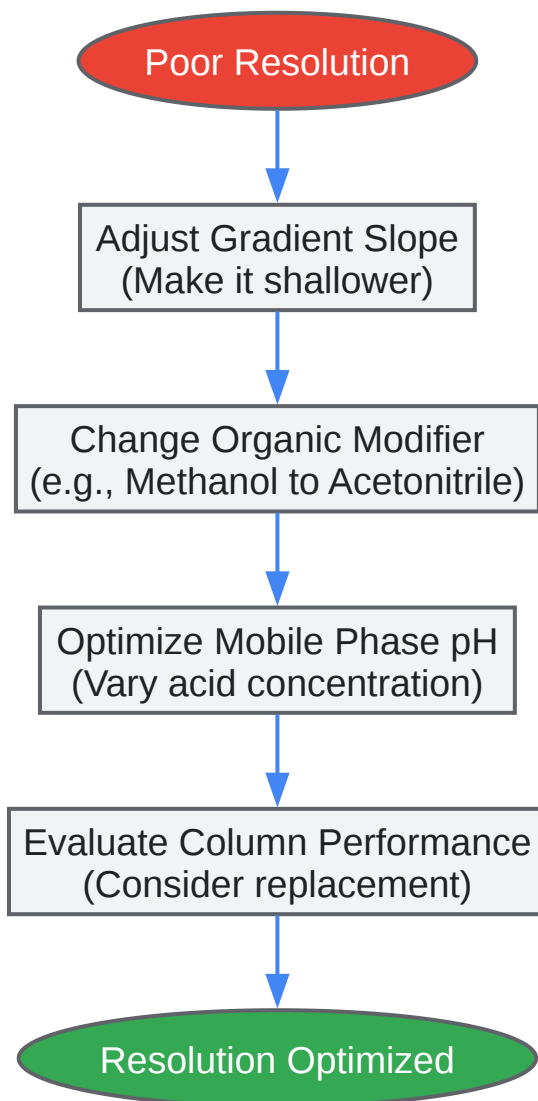 Poor Resolution
Adjust Gradient Slope
(Make it shallower)
Change Organic Modifier
(e.g., Methanol to Acetonitrile)
Optimize Mobile Phase pH
(Vary acid concentration)
Evaluate Column Performance
(Consider replacement)
Resolution Optimized